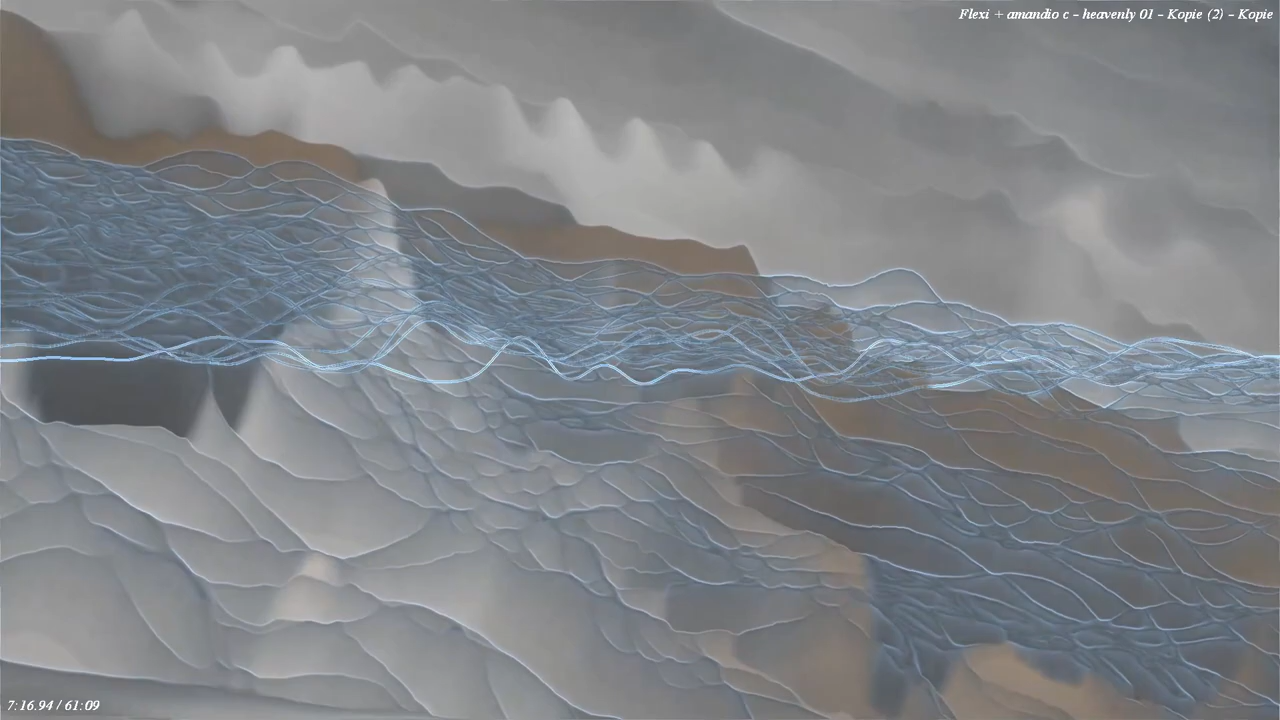 Flexi + amandio c - heavenly 01 - Kopie (2) - Kopie
7:16.94 / 61:09